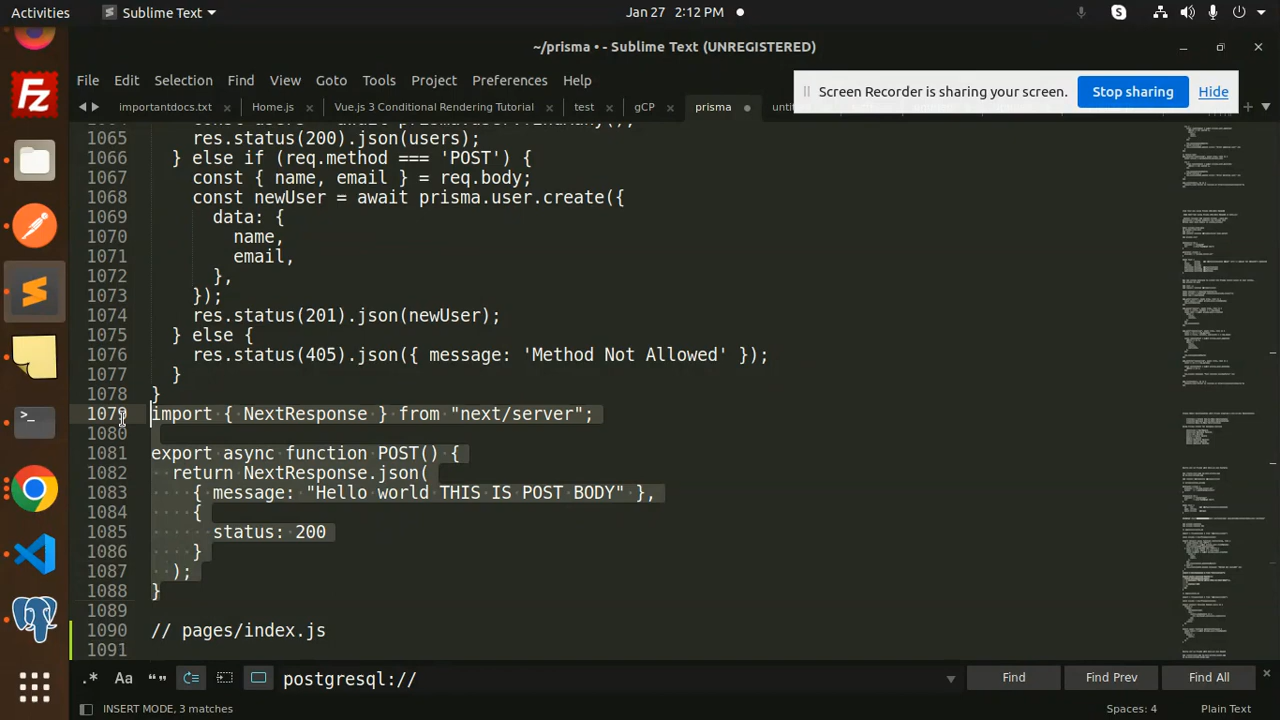 Activities
Sublime Text
Jan 27 2:12 PM
~/prisma • - Sublime Text (UNREGISTERED)
File Edit Selection Find View Goto Tools Project Preferences Help
Screen Recorder is sharing your screen. Stop sharing Hide
importantdocs.txt Home.js Vue.js 3 Conditional Rendering Tutorial test gCP prisma
1065 res.status(200).json(users);
1066 } else if (req.method === 'POST') {
1067 const { name, email } = req.body;
1068 const newUser = await prisma.user.create({
1069 data: {
1070 name,
1071 email,
1072 },
1073 });
1074 res.status(201).json(newUser);
1075 } else {
1076 res.status(405).json({ message: 'Method Not Allowed' });
1077 }
1078 }
1079 import { NextResponse } from "next/server";
1080
1081 export async function POST() {
1082 return NextResponse.json(
1083 { message: "Hello world THIS IS POST BODY" },
1084 {
1085 status: 200
1086 }
1087 );
1088 }
1089
1090 // pages/index.js
1091
.* Aa “” postgresql:// Find Find Prev Find All
INSERT MODE, 3 matches Spaces: 4 Plain Text